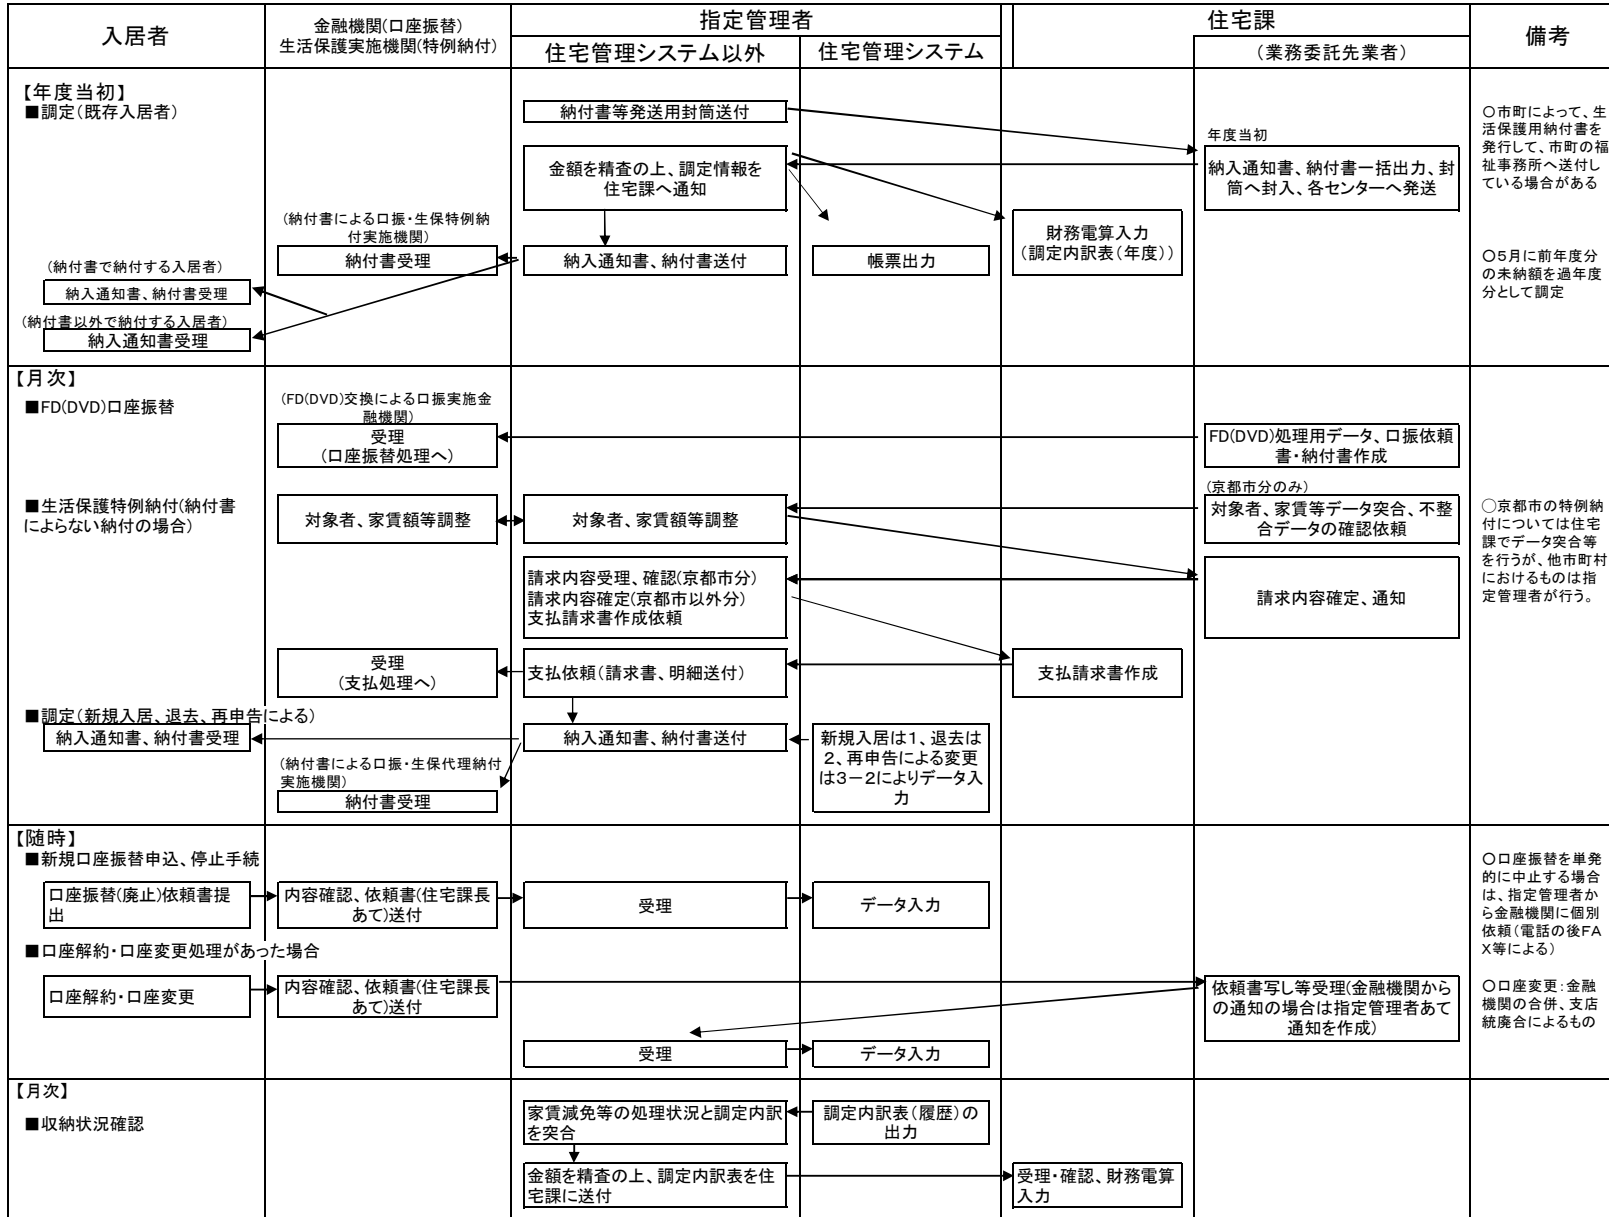 入居者
金融機関(口座振替)
生活保護実施機関(特例納付)
指定管理者
住宅管理システム以外
住宅管理システム
住宅課
(業務委託先業者)
備考
【年度当初】
■調定(既存入居者)
納付書等発送用封筒送付
年度当初
納入通知書、納付書一括出力、封
筒へ封入、各センターへ発送
金額を精査の上、調定情報を
住宅課へ通知
財務電算入力
(調定内訳表(年度))
(納付書による口振・生保特例納
付実施機関)
納付書受理
納入通知書、納付書送付
帳票出力
(納付書で納付する入居者)
納入通知書、納付書受理
(納付書以外で納付する入居者)
納入通知書受理
○市町によって、生
活保護用納付書を
発行して、市町の福
祉事務所へ送付し
ている場合がある
○5月に前年度分
の未納額を過年度
分として調定
【月次】
■FD(DVD)口座振替
(FD(DVD)交換による口振実施金
融機関)
受理
(口座振替処理へ)
FD(DVD)処理用データ、口振依頼
書・納付書作成
■生活保護特例納付(納付書
によらない納付の場合)
対象者、家賃額等調整
対象者、家賃額等調整
(京都市分のみ)
対象者、家賃等データ突合、不整
合データの確認依頼
請求内容受理、確認(京都市分)
請求内容確定(京都市以外分)
支払請求書作成依頼
請求内容確定、通知
受理
(支払処理へ)
支払依頼(請求書、明細送付)
支払請求書作成
○京都市の特例納
付については住宅
課でデータ突合等
を行うが、他市町村
におけるものは指
定管理者が行う。
■調定(新規入居、退去、再申告による)
納入通知書、納付書受理
納入通知書、納付書送付
新規入居は1、退去は
2、再申告による変更
は3-2によりデータ入
力
(納付書による口振・生保代理納付
実施機関)
納付書受理
【随時】
■新規口座振替申込、停止手続
口座振替(廃止)依頼書提
出
内容確認、依頼書(住宅課長
あて)送付
受理
データ入力
○口座振替を単発
的に中止する場合
は、指定管理者か
ら金融機関に個別
依頼(電話の後FA
X等による)
■口座解約・口座変更処理があった場合
口座解約・口座変更
内容確認、依頼書(住宅課長
あて)送付
依頼書写し等受理(金融機関から
の通知の場合は指定管理者あて
通知を作成)
受理
データ入力
○口座変更:金融
機関の合併、支店
統廃合によるもの
【月次】
■収納状況確認
家賃減免等の処理状況と調定内訳
を突合
調定内訳表(履歴)の
出力
金額を精査の上、調定内訳表を住
宅課に送付
受理・確認、財務電算
入力